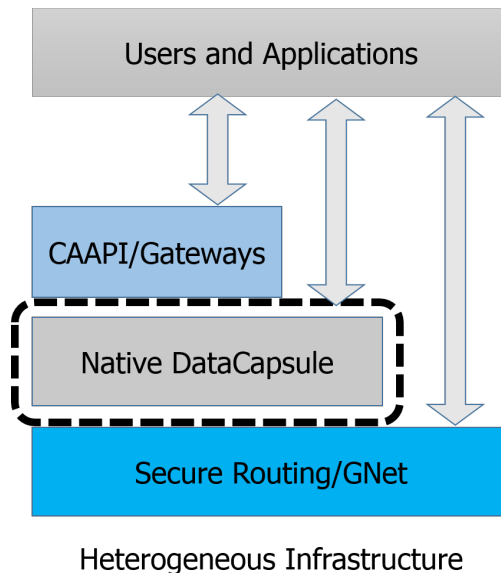 Users and Applications
CAAPI/Gateways
Native DataCapsule
Secure Routing/GNet
Heterogeneous Infrastructure